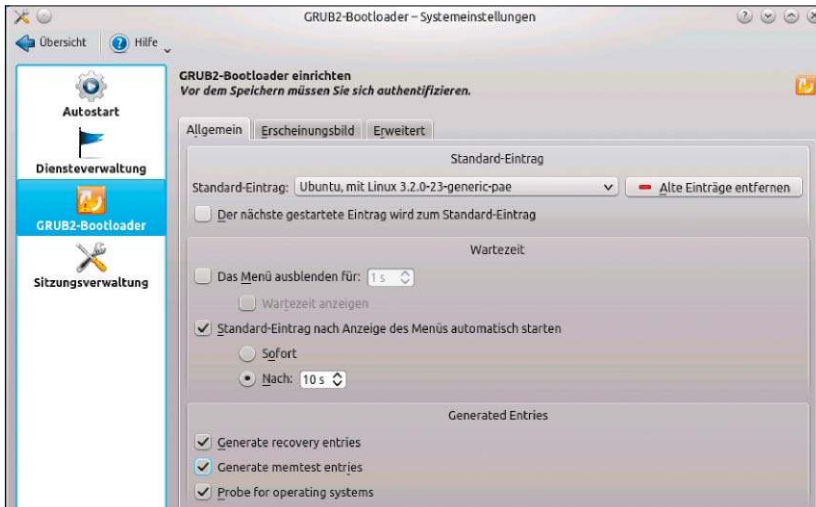 GRUB2-Bootloader – Systemeinstellungen
Übersicht
Hilfe
Autostart
Diensteverwaltung
GRUB2-Bootloader
Sitzungsverwaltung
GRUB2-Bootloader einrichten
Vor dem Speichern müssen Sie sich authentifizieren.
Allgemein Erscheinungsbild Erweitert
Standard-Eintrag
Standard-Eintrag: Ubuntu, mit Linux 3.2.0-23-generic-pae Alte Einträge entfernen
Der nächste gestartete Eintrag wird zum Standard-Eintrag
Wartezeit
Das Menü ausblenden für: 1 s
Wartezeit anzeigen
Standard-Eintrag nach Anzeige des Menüs automatisch starten
Sofort
Nach: 10 s
Generated Entries
Generate recovery entries
Generate memtest entries
Probe for operating systems